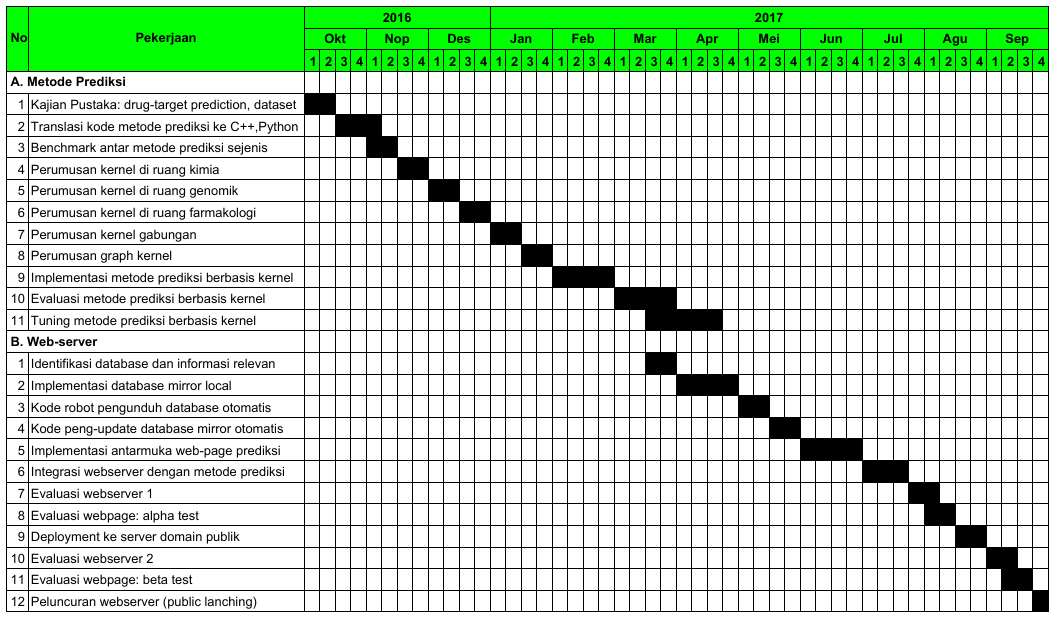 2016 2017
No Pekerjaan Okt Nop Des Jan Feb Mar Apr Mei Jun Jul Agu Sep
1 2 3 4 1 2 3 4 1 2 3 4 1 2 3 4 1 2 3 4 1 2 3 4 1 2 3 4 1 2 3 4 1 2 3 4 1 2 3 4 1 2 3 4 1 2 3 4
A. Metode Prediksi
1 Kajian Pustaka: drug-target prediction, dataset
2 Translasi kode metode prediksi ke C++,Python
3 Benchmark antar metode prediksi sejenis
4 Perumusan kernel di ruang kimia
5 Perumusan kernel di ruang genomik
6 Perumusan kernel di ruang farmakologi
7 Perumusan kernel gabungan
8 Perumusan graph kernel
9 Implementasi metode prediksi berbasis kernel
10 Evaluasi metode prediksi berbasis kernel
11 Tuning metode prediksi berbasis kernel
B. Web-server
1 Identifikasi database dan informasi relevan
2 Implementasi database mirror local
3 Kode robot pengunduh database otomatis
4 Kode peng-update database mirror otomatis
5 Implementasi antarmuka web-page prediksi
6 Integrasi webserver dengan metode prediksi
7 Evaluasi webserver 1
8 Evaluasi webpage: alpha test
9 Deployment ke server domain publik
10 Evaluasi webserver 2
11 Evaluasi webpage: beta test
12 Peluncuran webserver (public lanching)